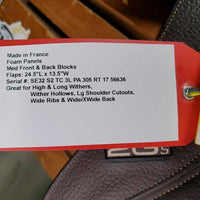 Made in France
Foam Panels
Med Front & Back Blocks
Flaps: 24.5"L x 13.5"W
Serial #: SE32 S2 TC 3L PA 305 RT 17 56636
Great for High & Long Withers,
Wither Hollows, Lg Shoulder Cutouts,
Wide Ribs & Wide/XWide Back
2Gs